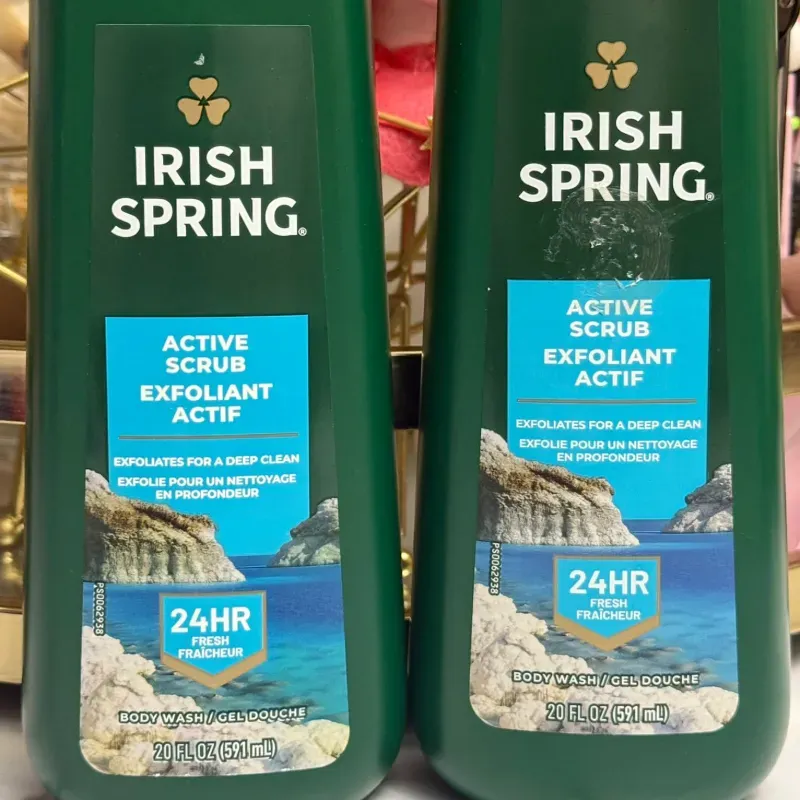 IRISH
SPRING®
ACTIVE
SCRUB
EXFOLIANT
ACTIF
EXFOLIATES FOR A DEEP CLEAN
EXFOLIE POUR UN NETTOYAGE
EN PROFONDEUR
PS0062938
24HR
FRESH
FRAÎCHEUR
BODY WASH / GEL DOUCHE
20 FL OZ (591 mL)
IRISH
SPRING®
ACTIVE
SCRUB
EXFOLIANT
ACTIF
EXFOLIATES FOR A DEEP CLEAN
EXFOLIE POUR UN NETTOYAGE
EN PROFONDEUR
PS0062938
24HR
FRESH
FRAÎCHEUR
BODY WASH / GEL DOUCHE
20 FL OZ (591 mL)